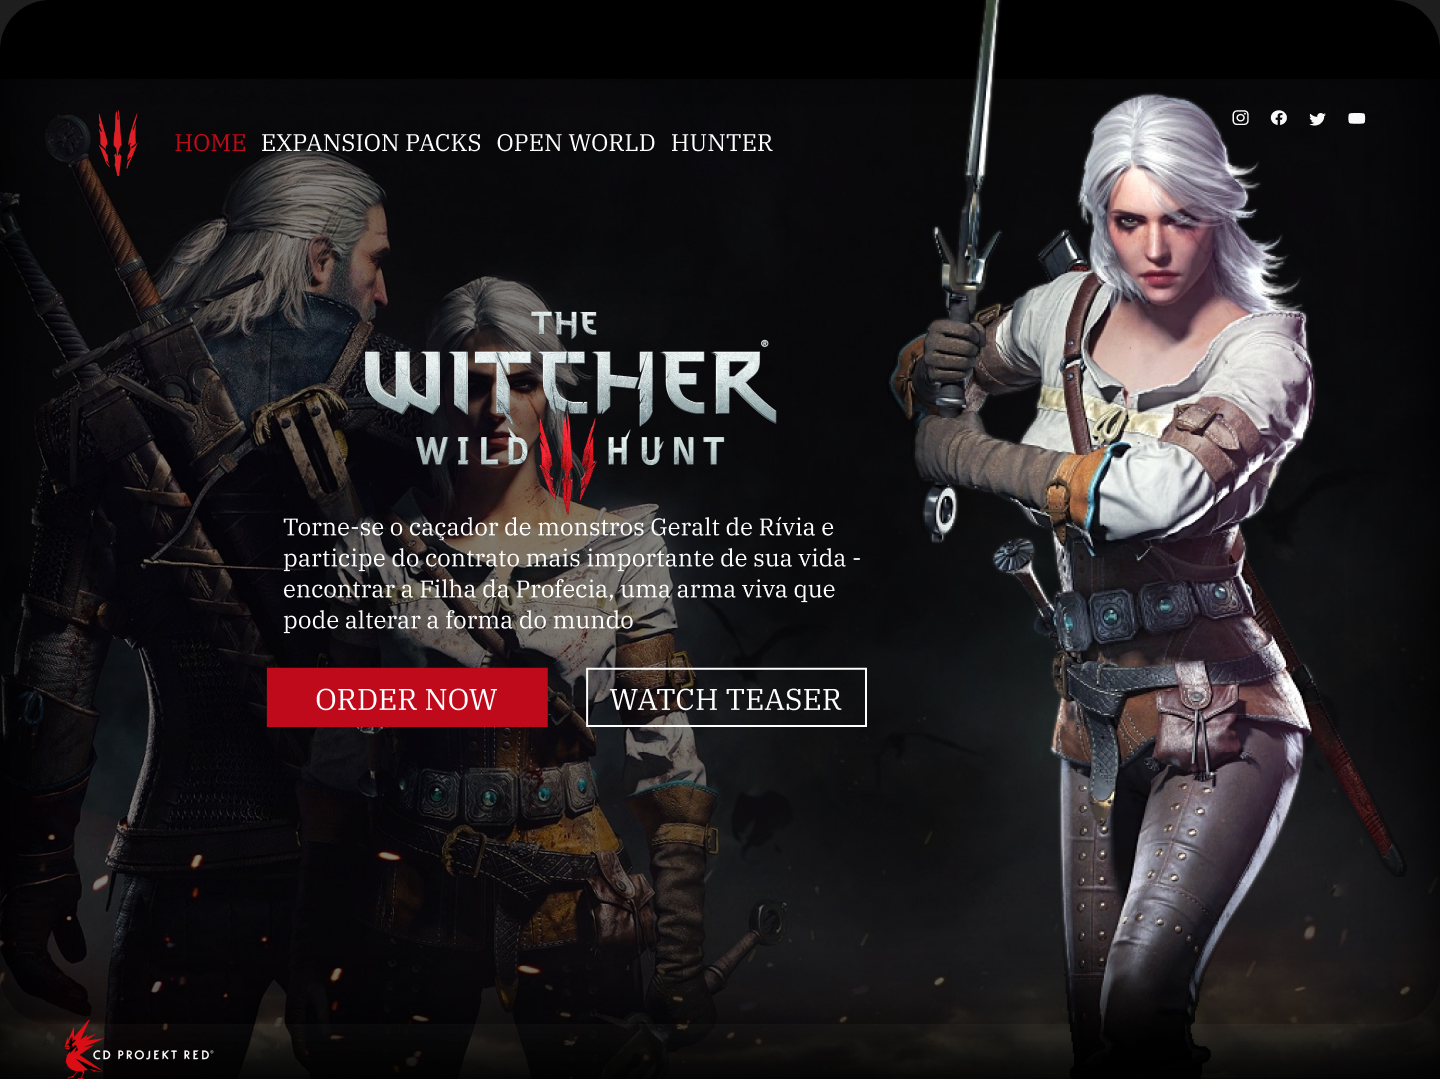 HOME EXPANSION PACKS OPEN WORLD HUNTER
THE
WITCHER®
WILD HUNT
Torne-se o caçador de monstros Geralt de Rívia e
participe do contrato mais importante de sua vida -
encontrar a Filha da Profecia, uma arma viva que
pode alterar a forma do mundo
ORDER NOW WATCH TEASER
CD PROJEKT RED®